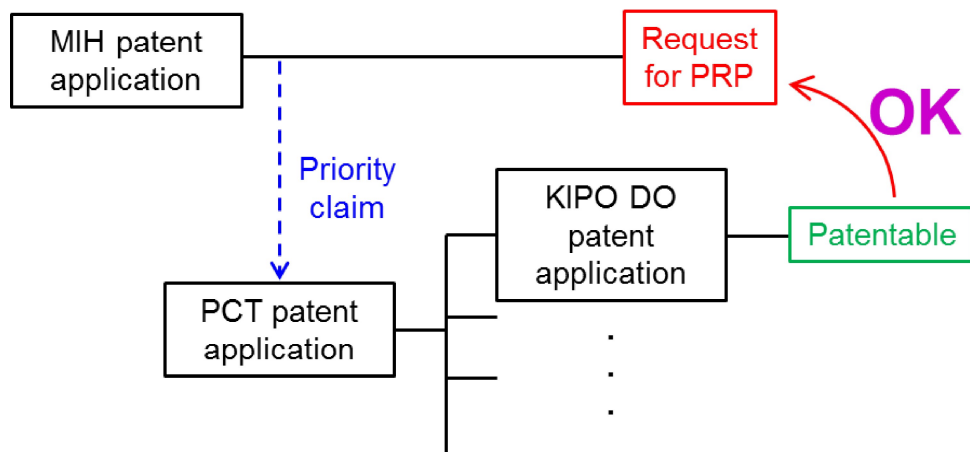 MIH patent
application
Request
for PRP
OK
Priority
claim
KIPO DO
patent
application
Patentable
PCT patent
application
.
.
.